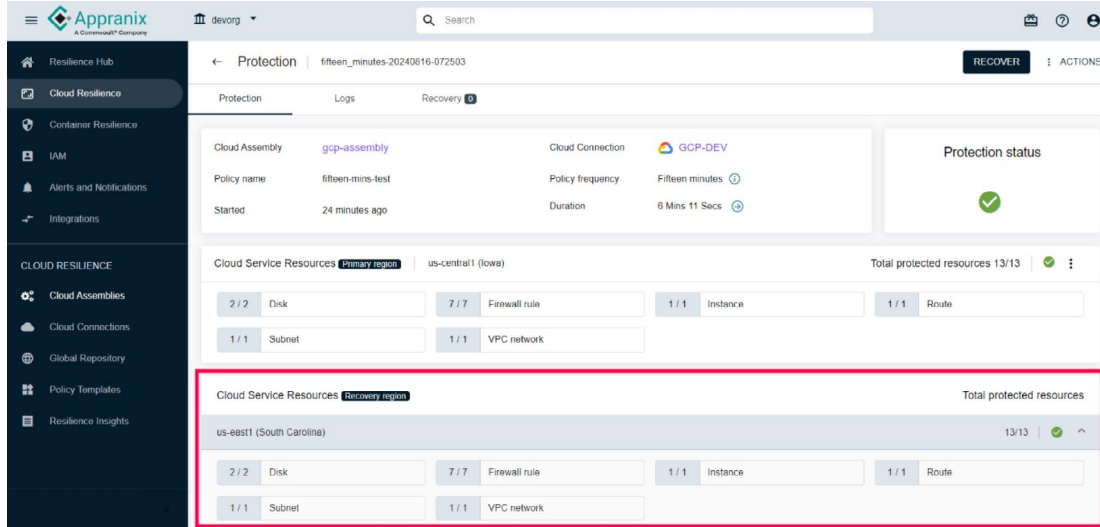 Appranix
A Commvault® Company
devorg
Search
Resilience Hub
Cloud Resilience
Container Resilience
IAM
Alerts and Notifications
Integrations
CLOUD RESILIENCE
Cloud Assemblies
Cloud Connections
Global Repository
Policy Templates
Resilience Insights
Protection fifteen_minutes-20240816-072503
RECOVER ACTIONS
Protection Logs Recovery 0
Cloud Assembly gcp-assembly Cloud Connection GCP-DEV
Policy name fifteen-mins-test Policy frequency Fifteen minutes
Started 24 minutes ago Duration 6 Mins 11 Secs
Protection status
Cloud Service Resources Primary region us-central1 (Iowa) Total protected resources 13/13
2 / 2 Disk 7 / 7 Firewall rule 1 / 1 Instance 1 / 1 Route
1 / 1 Subnet 1 / 1 VPC network
Cloud Service Resources Recovery region Total protected resources
us-east1 (South Carolina) 13/13
2 / 2 Disk 7 / 7 Firewall rule 1 / 1 Instance 1 / 1 Route
1 / 1 Subnet 1 / 1 VPC network